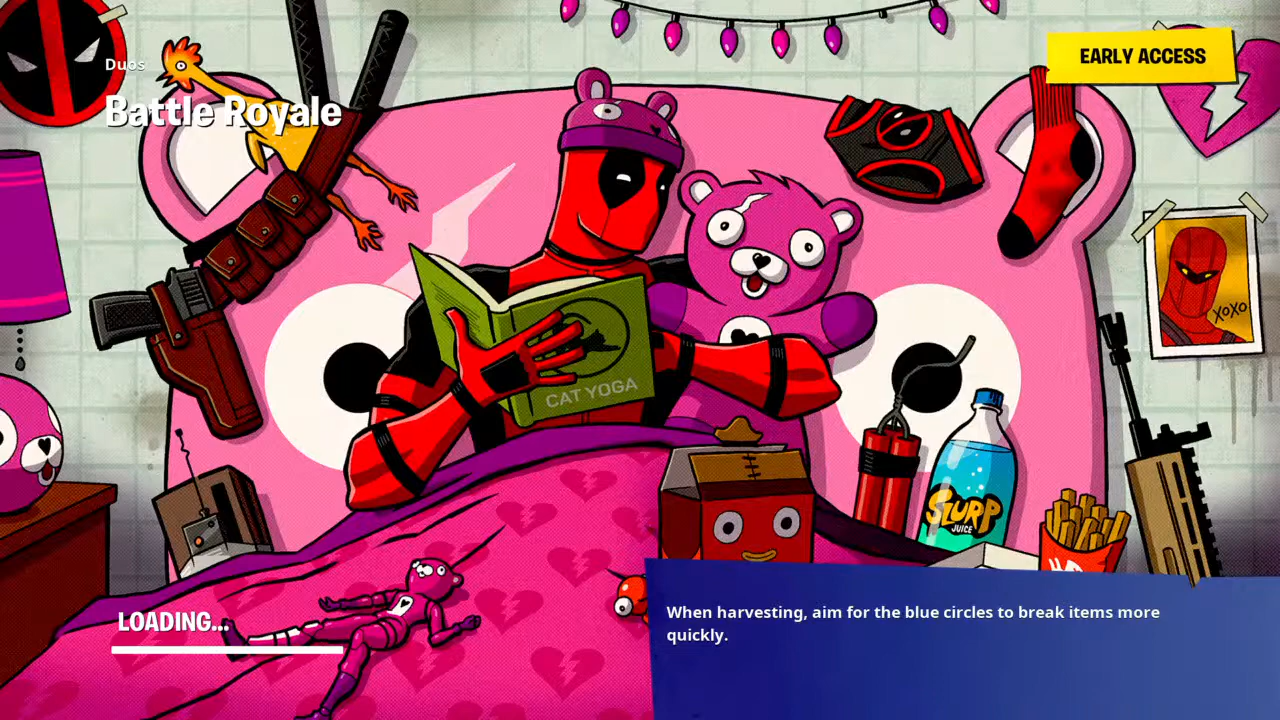 Duos
Battle Royale
EARLY ACCESS
XOXO
CAT YOGA
SLURP
JUICE
LOADING...
When harvesting, aim for the blue circles to break items more
quickly.